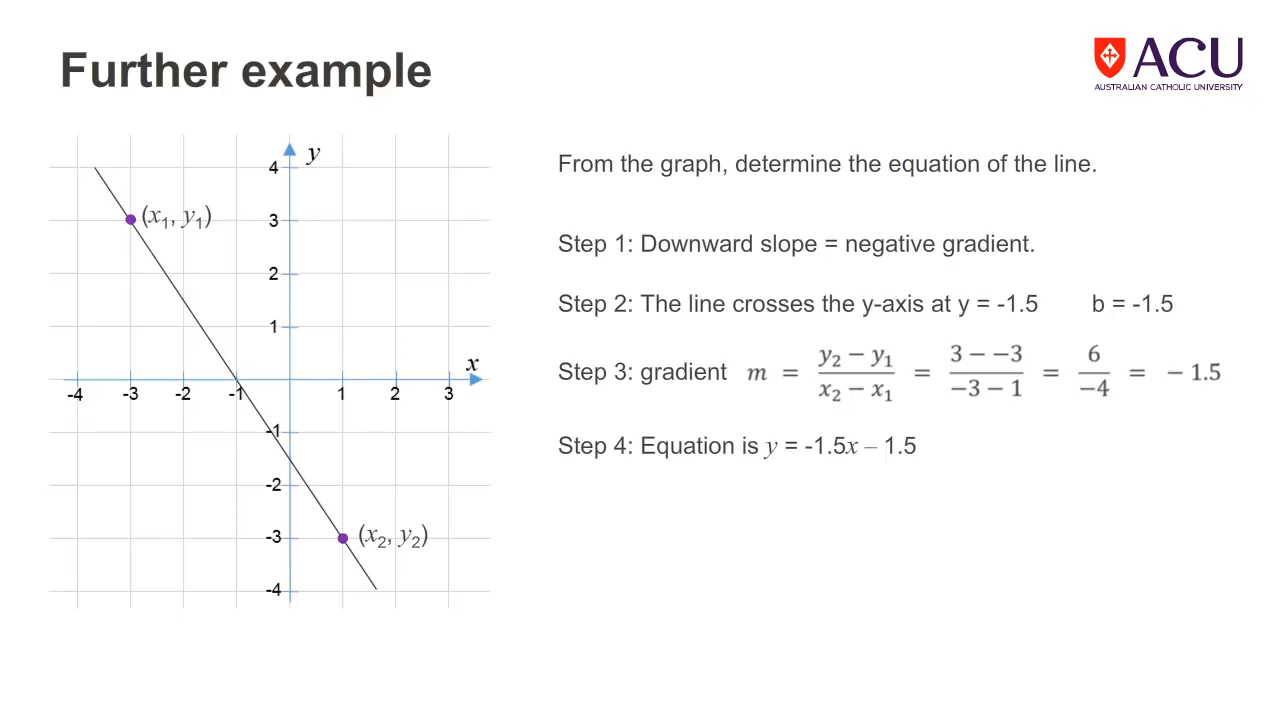 Further example
ACU
AUSTRALIAN CATHOLIC UNIVERSITY
y
4
(x₁, y₁)
3
2
1
x
-4 -3 -2 -1 1 2 3
-1
-2
-3
(x₂, y₂)
-4
From the graph, determine the equation of the line.
Step 1: Downward slope = negative gradient.
Step 2: The line crosses the y-axis at y = -1.5 b = -1.5
Step 3: gradient m = (y₂ − y₁)/(x₂ − x₁) = (3 − −3)/(−3 − 1) = 6/−4 = − 1.5
Step 4: Equation is y = -1.5x – 1.5